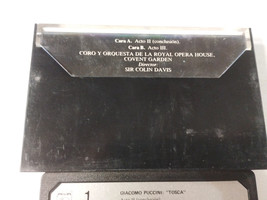 Cara A. Acto II (conclusión).
Cara B. Acto III.
CORO Y ORQUESTA DE LA ROYAL OPERA HOUSE,
COVENT GARDEN
Director:
SIR COLIN DAVIS
1
GIACOMO PUCCINI: "TOSCA"